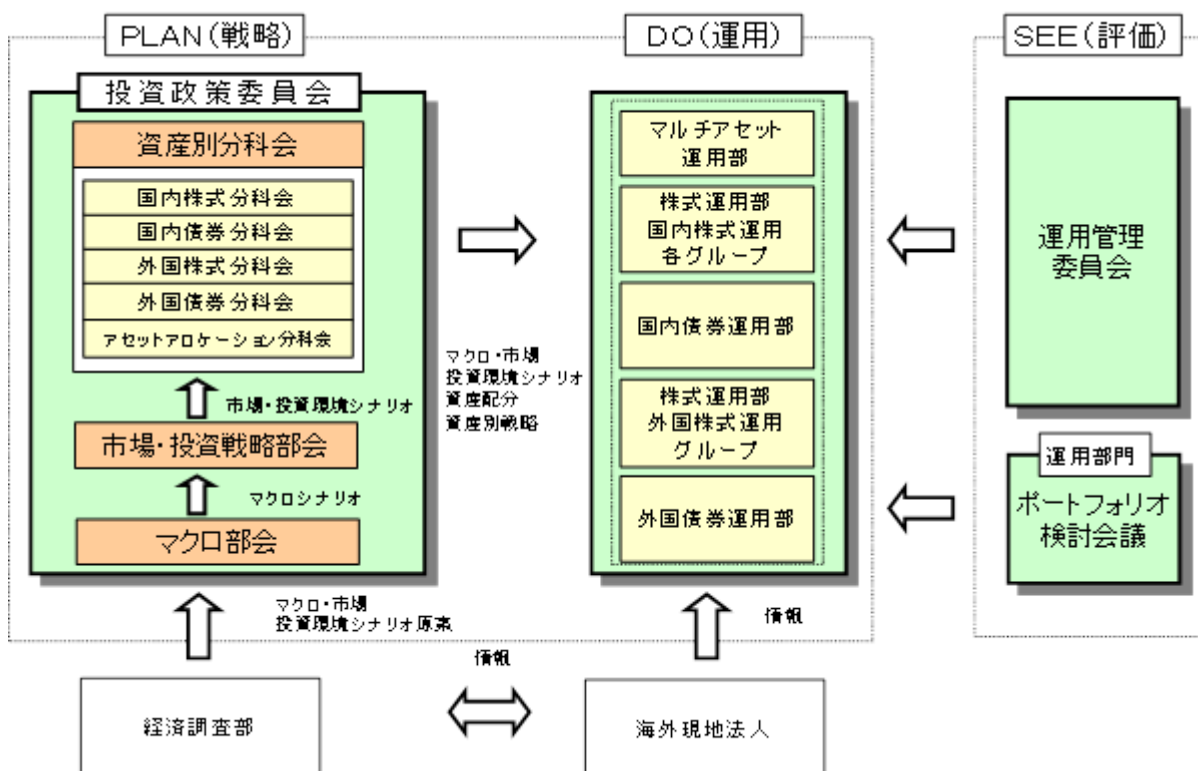 PLAN(戦略)
投資政策委員会
資産別分科会
国内株式分科会
国内債券分科会
外国株式分科会
外国債券分科会
アセットアロケーション分科会
市場・投資環境シナリオ
市場・投資戦略部会
マクロシナリオ
マクロ部会
マクロ・市場
投資環境シナリオ原案
経済調査部
情報
マクロ・市場
投資環境シナリオ
資産配分
資産別戦略
DO(運用)
マルチアセット
運用部
株式運用部
国内株式運用
各グループ
国内債券運用部
株式運用部
外国株式運用
グループ
外国債券運用部
情報
海外現地法人
SEE(評価)
運用管理
委員会
運用部門
ポートフォリオ
検討会議